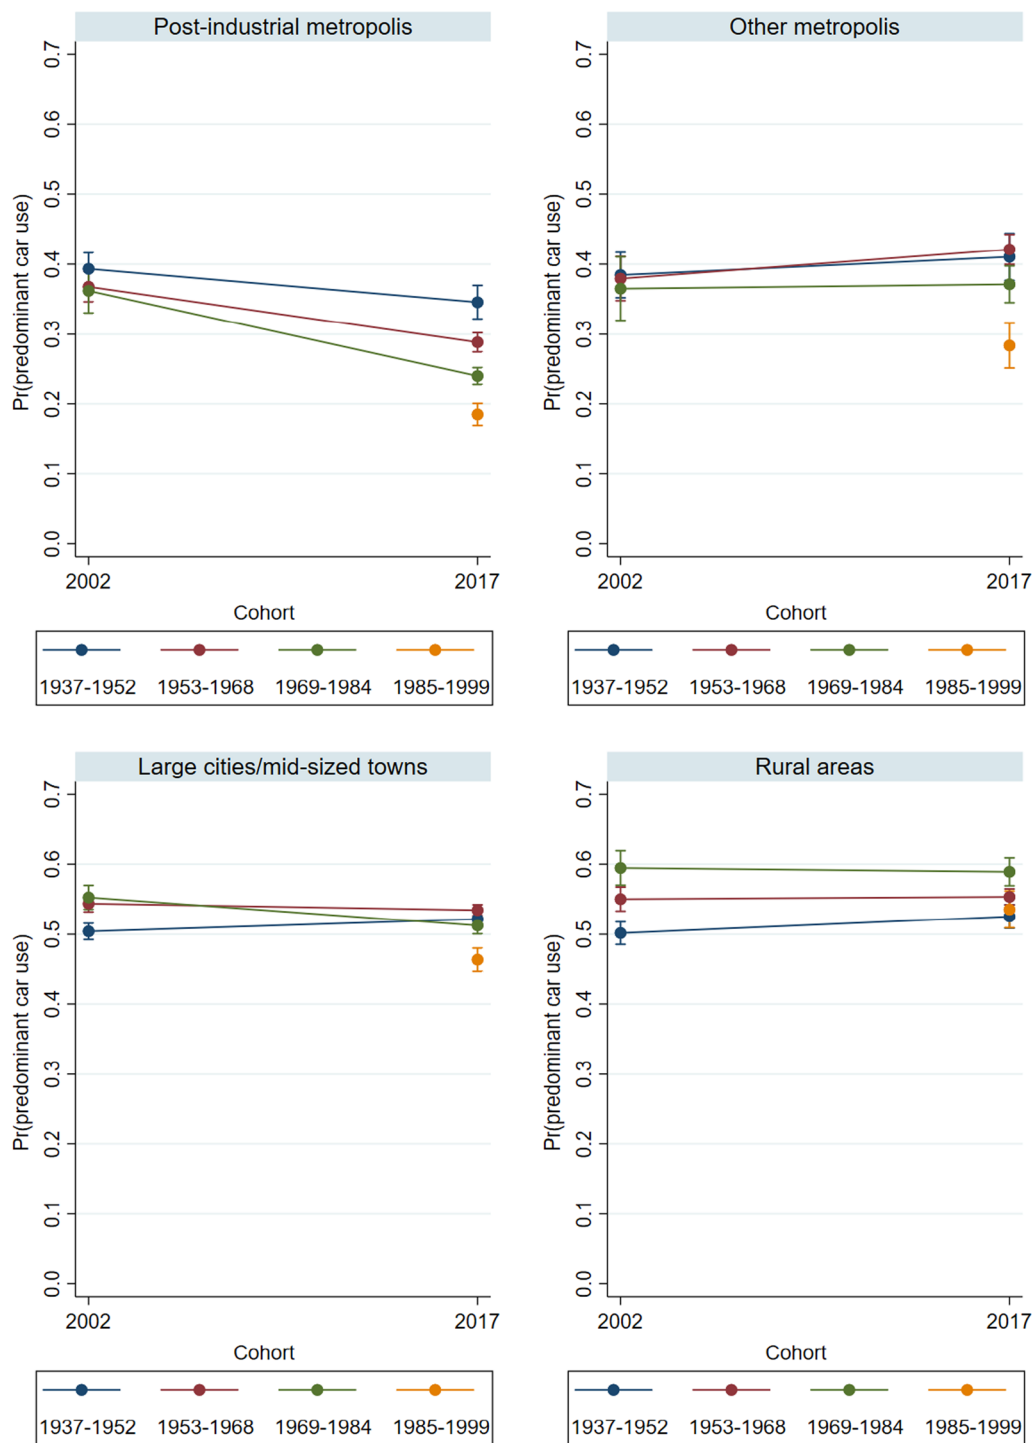 Post-industrial metropolis
Pr(predominant car use)
0.7
0.6
0.5
0.4
0.3
0.2
0.1
0.0
2002 2017
Cohort
1937-1952 1953-1968 1969-1984 1985-1999
Other metropolis
Pr(predominant car use)
0.7
0.6
0.5
0.4
0.3
0.2
0.1
0.0
2002 2017
Cohort
1937-1952 1953-1968 1969-1984 1985-1999
Large cities/mid-sized towns
Pr(predominant car use)
0.7
0.6
0.5
0.4
0.3
0.2
0.1
0.0
2002 2017
Cohort
1937-1952 1953-1968 1969-1984 1985-1999
Rural areas
Pr(predominant car use)
0.7
0.6
0.5
0.4
0.3
0.2
0.1
0.0
2002 2017
Cohort
1937-1952 1953-1968 1969-1984 1985-1999